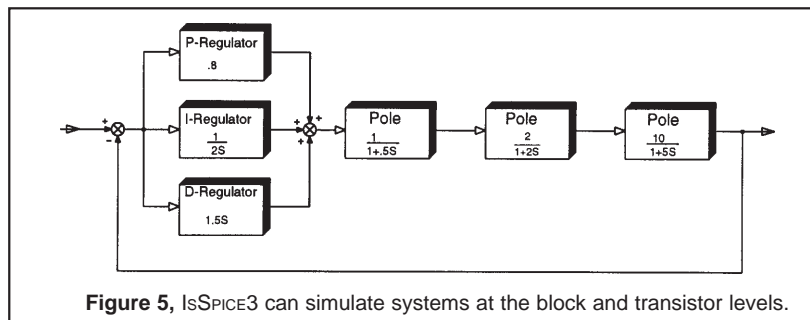 P-Regulator
.8
I-Regulator
1
2S
D-Regulator
1.5S
+
-
+
+
+
Pole
1
1+.5S
Pole
2
1+2S
Pole
10
1+5S
Figure 5, IsSPICE3 can simulate systems at the block and transistor levels.